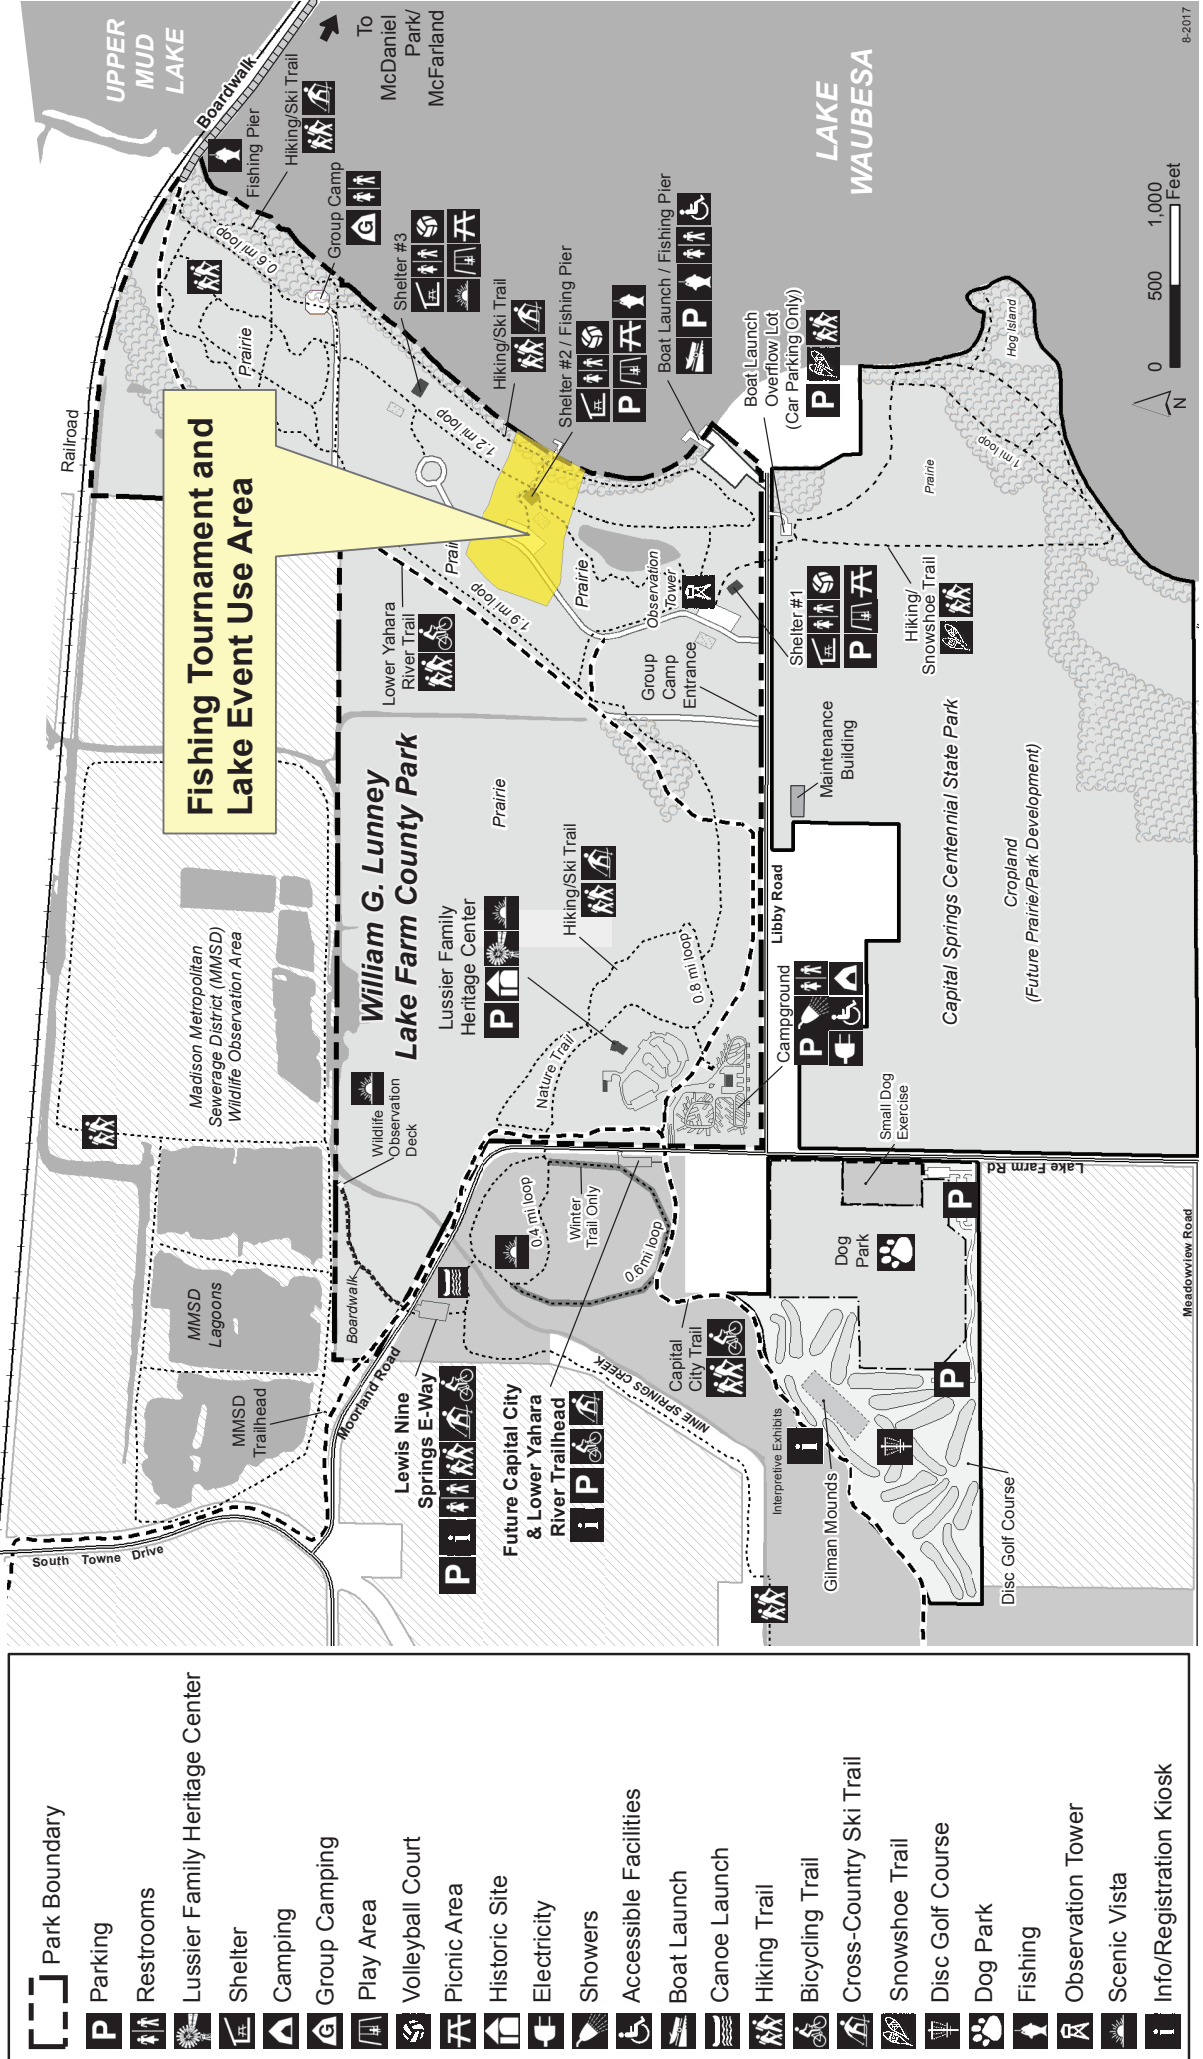 UPPER
MUD
LAKE
Boardwalk
To
McDaniel
Park/
McFarland
8-2017
Railroad
Fishing Pier
Hiking/Ski Trail
0.6 mi loop
Group Camp
G
Prairie
Shelter #3
LAKE
WAUBESA
Fishing Tournament and
Lake Event Use Area
1.2 mi loop
Hiking/Ski Trail
Shelter #2 / Fishing Pier
P
Boat Launch / Fishing Pier
P
Boat Launch
Overflow Lot
(Car Parking Only)
P
Hog Island
0 500 1,000
Feet
N
1 mi loop
Prairie
Prai
Prairie
1.9 mi loop
Lower Yahara
River Trail
Observation
Tower
Group
Camp
Entrance
Shelter #1
P
Hiking/
Snowshoe Trail
Maintenance
Building
Capital Springs Centennial State Park
Cropland
(Future Prairie/Park Development)
Madison Metropolitan
Sewerage District (MMSD)
Wildlife Observation Area
William G. Lunney
Lake Farm County Park
Prairie
Lussier Family
Heritage Center
P
Hiking/Ski Trail
0.8 mi loop
Libby Road
Campground
P
Nature Trail
Wildlife
Observation
Deck
MMSD
Lagoons
Boardwalk
0.4 mi loop
Winter
Trail Only
0.6mi loop
Small Dog
Exercise
Lake Farm Rd
P
Dog
Park
Meadowview Road
MMSD
Trailhead
Moorland Road
South Towne Drive
Lewis Nine
Springs E-Way
P i
Future Capital City
& Lower Yahara
River Trailhead
i P
NINE SPRINGS CREEK
Capital
City Trail
Interpretive Exhibits
i
Gilman Mounds
P
Disc Golf Course
Park Boundary
P Parking
Restrooms
Lussier Family Heritage Center
Shelter
Camping
G Group Camping
Play Area
Volleyball Court
Picnic Area
Historic Site
Electricity
Showers
Accessible Facilities
Boat Launch
Canoe Launch
Hiking Trail
Bicycling Trail
Cross-Country Ski Trail
Snowshoe Trail
Disc Golf Course
Dog Park
Fishing
Observation Tower
Scenic Vista
i Info/Registration Kiosk